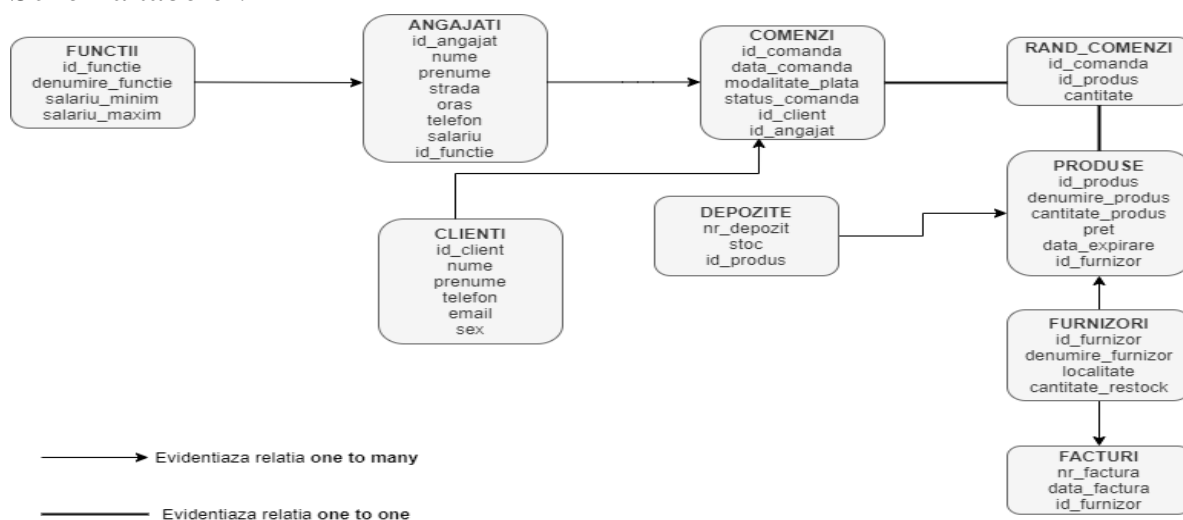 FUNCTII
id_functie
denumire_functie
salariu_minim
salariu_maxim
ANGAJATI
id_angajat
nume
prenume
strada
oras
telefon
salariu
id_functie
COMENZI
id_comanda
data_comanda
modalitate_plata
status_comanda
id_client
id_angajat
RAND_COMENZI
id_comanda
id_produs
cantitate
CLIENTI
id_client
nume
prenume
telefon
email
sex
DEPOZITE
nr_depozit
stoc
id_produs
PRODUSE
id_produs
denumire_produs
cantitate_produs
pret
data_expirare
id_furnizor
FURNIZORI
id_furnizor
denumire_furnizor
localitate
cantitate_restock
FACTURI
nr_factura
data_factura
id_furnizor
Evidentiaza relatia one to many
Evidentiaza relatia one to one